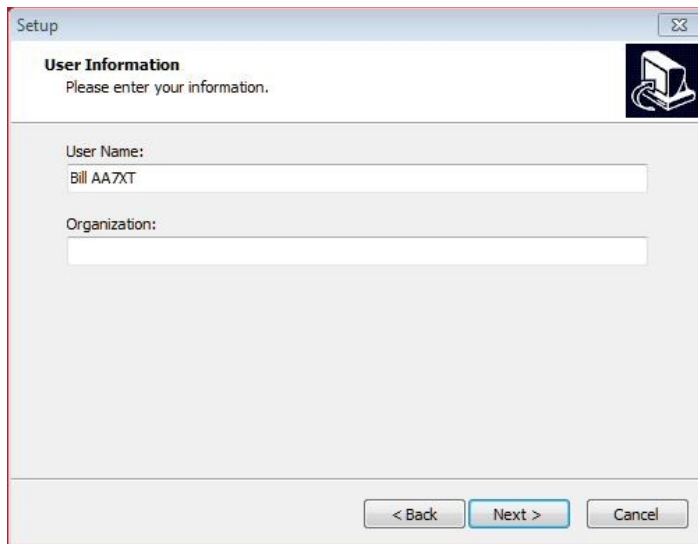 Setup
User Information
Please enter your information.
User Name:
Bill AA7XT
Organization:
< Back
Next >
Cancel